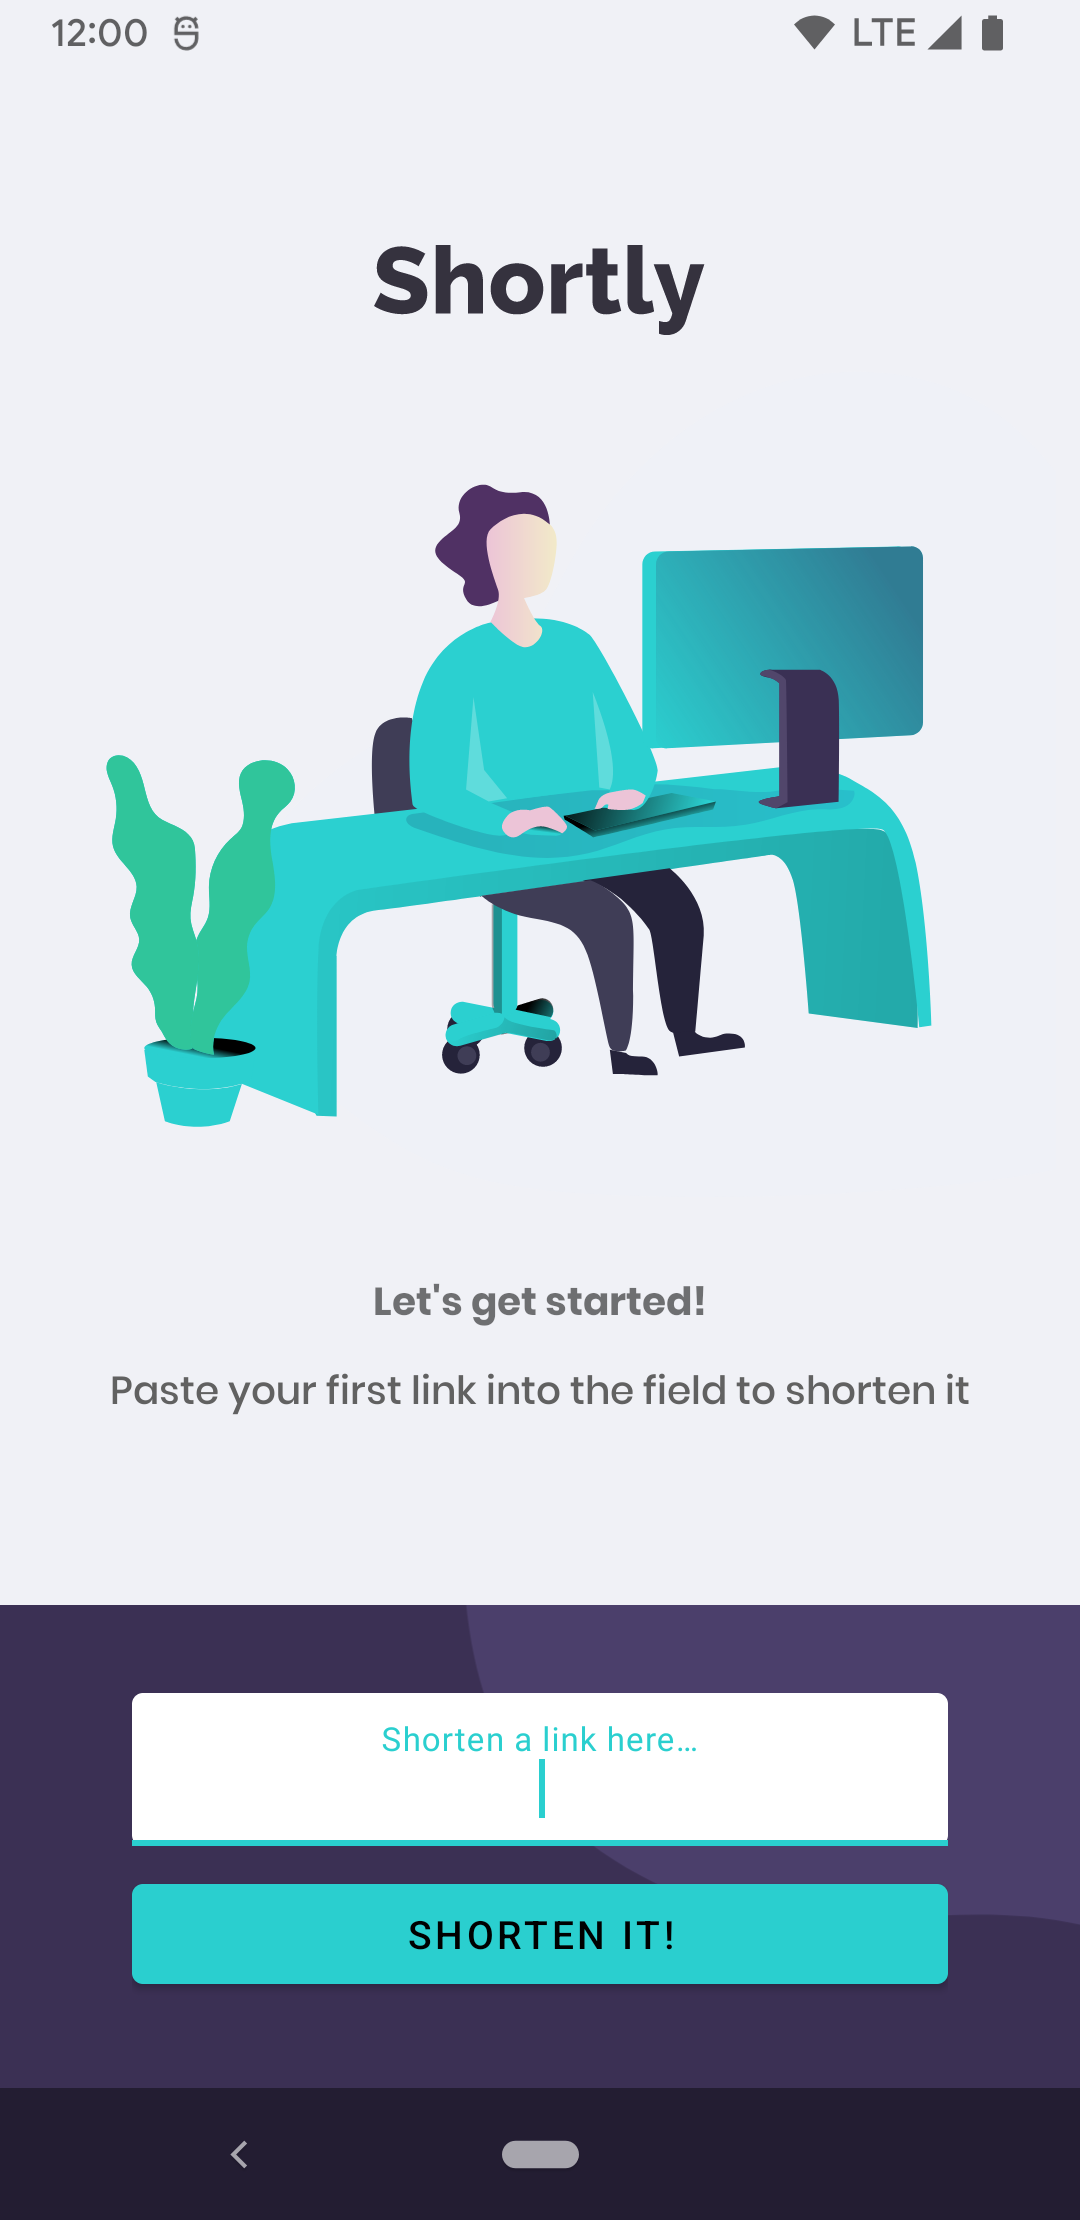 12:00 LTE
Shortly
Let's get started!
Paste your first link into the field to shorten it
Shorten a link here…
SHORTEN IT!